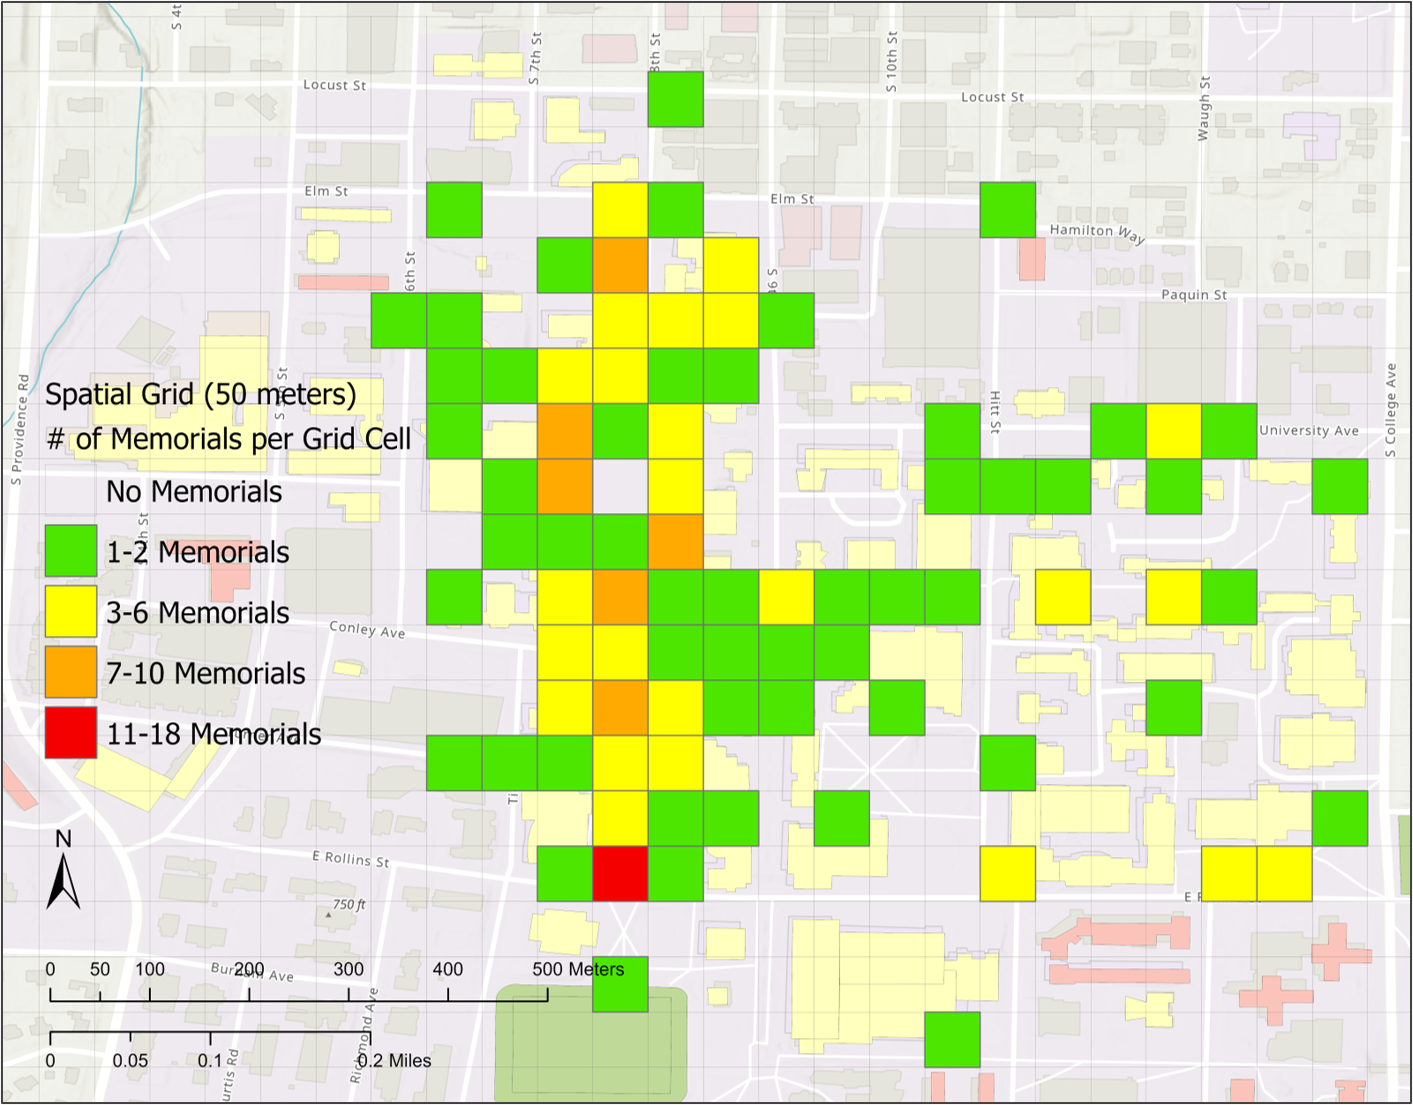 S 4t
S 7th St
8th St
S 10th St
Locust St
Locust St
Waugh St
Elm St
Elm St
Hamilton Way
6th St
Paquin St
S Providence Rd
Spatial Grid (50 meters)
# of Memorials per Grid Cell
Hitt St
University Ave
S College Ave
No Memorials
1-2 Memorials
3-6 Memorials
Conley Ave
7-10 Memorials
11-18 Memorials
Ti
N
E Rollins St
750 ft
0 50 100 200 300 400 500 Meters
Burnam Ave
Richmond Ave
0 0.05 0.1 0.2 Miles
urtis Rd